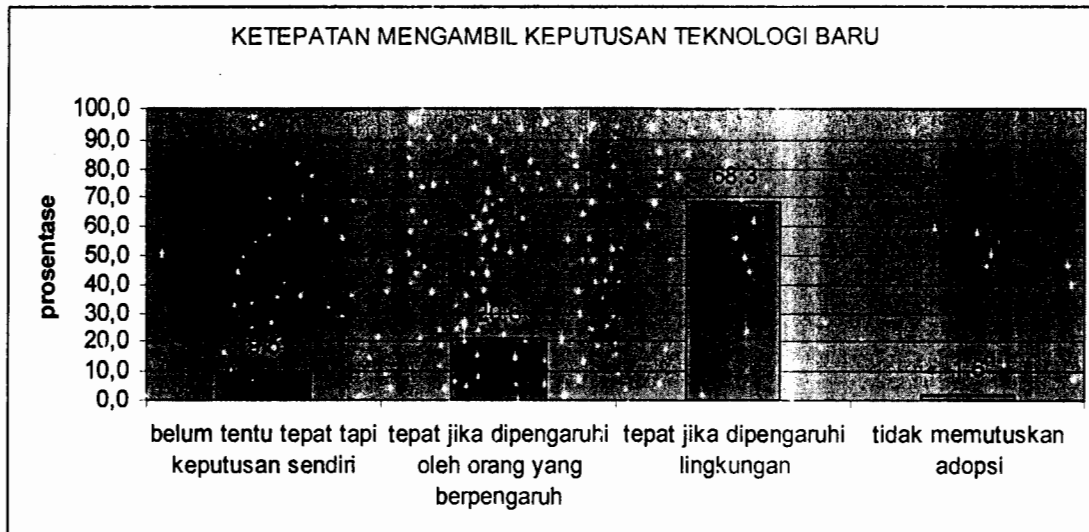 KETEPATAN MENGAMBIL KEPUTUSAN TEKNOLOGI BARU
100,0
90,0
80,0
70,0
60,0
50,0
40,0
30,0
20,0
10,0
0,0
prosentase
68,3
belum tentu tepat tapi
keputusan sendiri
tepat jika dipengaruhi
oleh orang yang
berpengaruh
tepat jika dipengaruhi
lingkungan
tidak memutuskan
adopsi